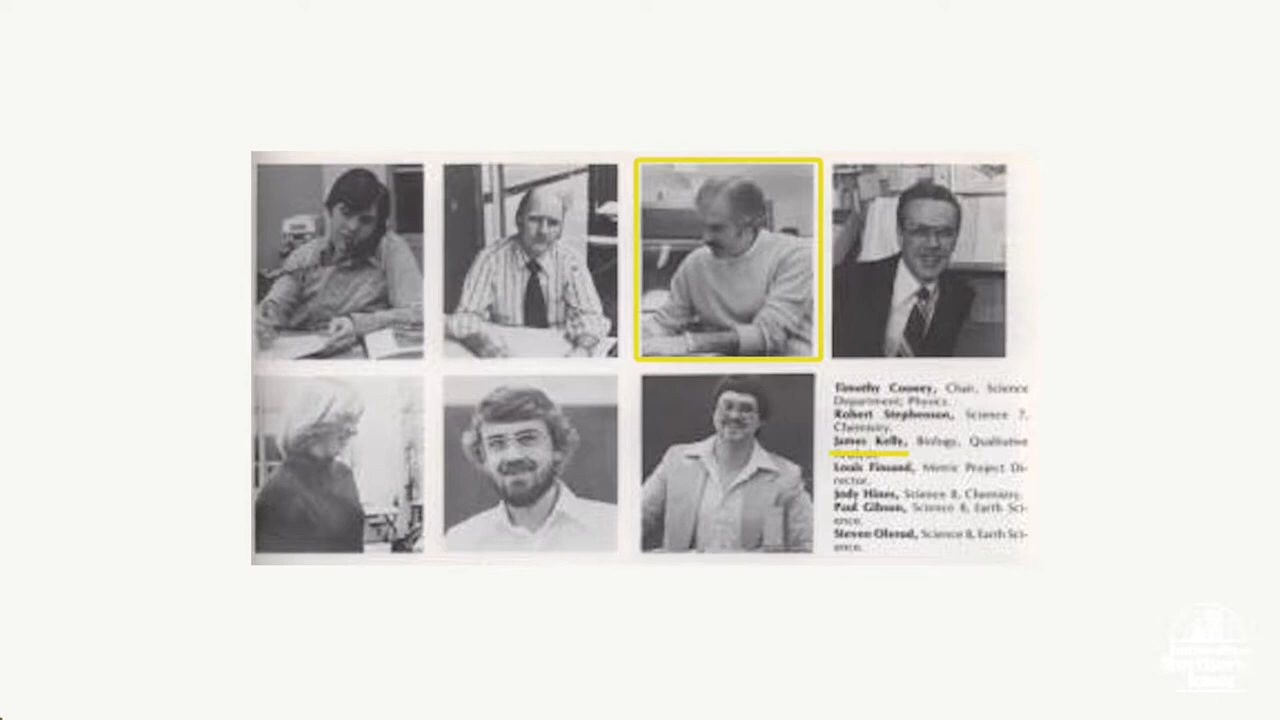 Timothy Cooney, Chair, Science
Department; Physics.
Robert Stephenson, Science 7,
Chemistry.
James Kelly, Biology, Qualitative
Louis Finsand, Metric Project Di-
rector.
Jody Hines, Science 8, Chemistry.
Paul Gibson, Science 8, Earth Sci-
ence.
Steven Olerud, Science 8, Earth Sci-
ence.
Northern
Iowa